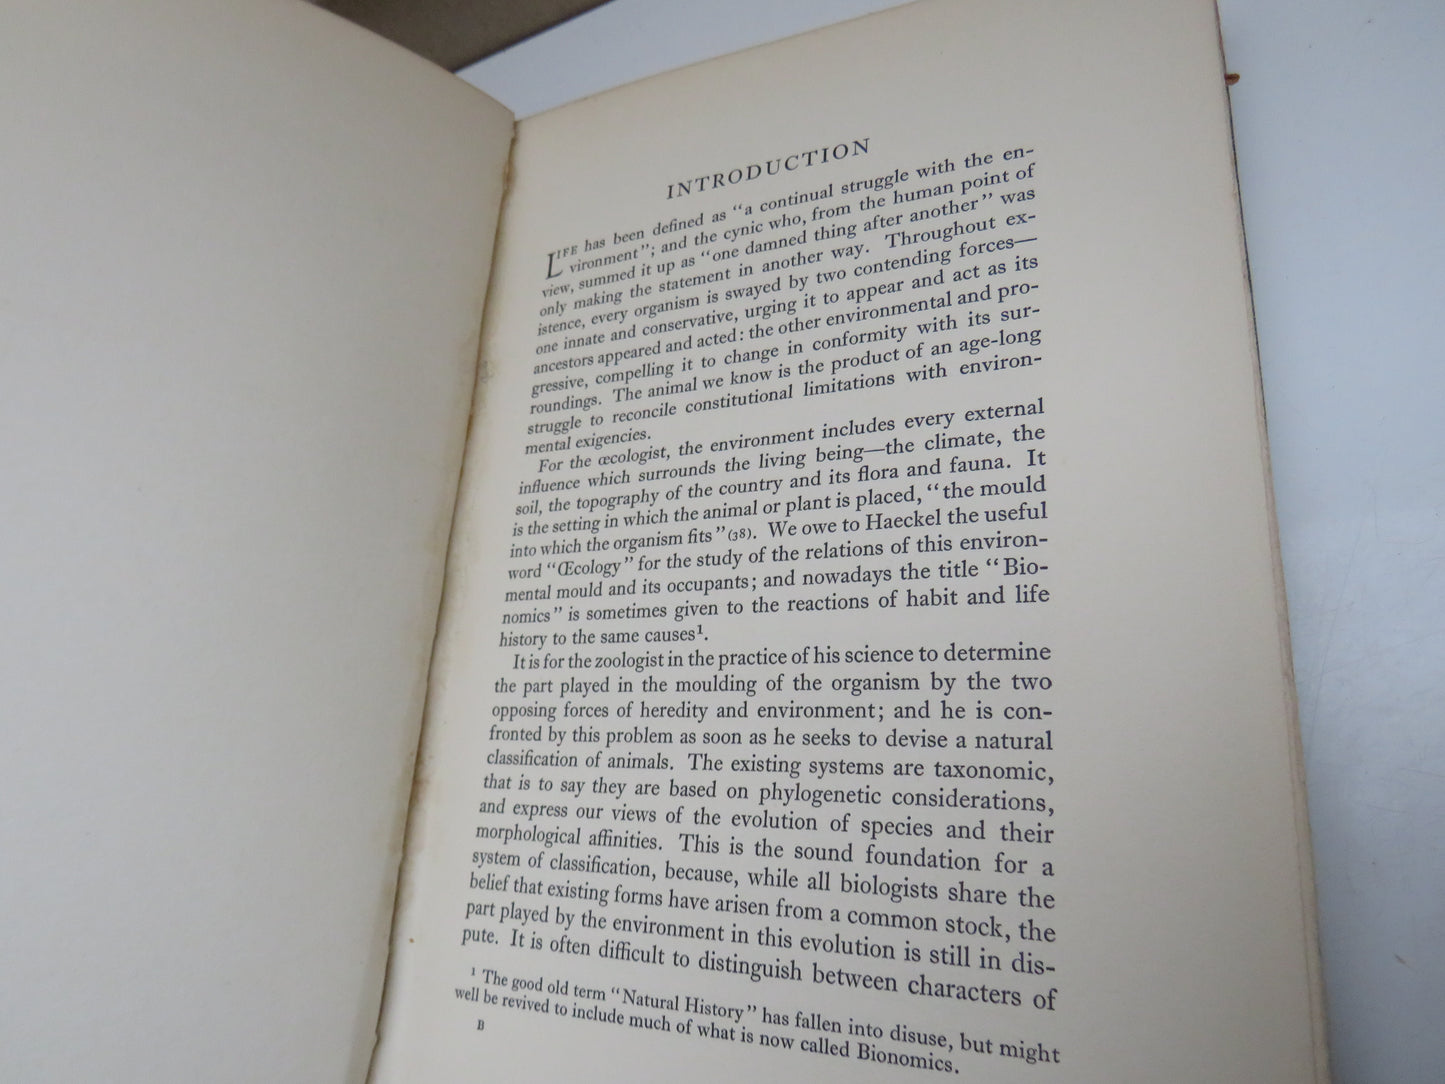 INTRODUCTION
LIFE has been defined as "a continual struggle with the en-
vironment"; and the cynic who, from the human point of
view, summed it up as "one damned thing after another" was
only making the statement in another way. Throughout ex-
istence, every organism is swayed by two contending forces—
one innate and conservative, urging it to appear and act as its
ancestors appeared and acted: the other environmental and pro-
gressive, compelling it to change in conformity with its sur-
roundings. The animal we know is the product of an age-long
struggle to reconcile constitutional limitations with environ-
mental exigencies.
For the œcologist, the environment includes every external
influence which surrounds the living being—the climate, the
soil, the topography of the country and its flora and fauna. It
is the setting in which the animal or plant is placed, "the mould
into which the organism fits" (38). We owe to Haeckel the useful
word "Œcology" for the study of the relations of this environ-
mental mould and its occupants; and nowadays the title "Bio-
nomics" is sometimes given to the reactions of habit and life
history to the same causes¹.
It is for the zoologist in the practice of his science to determine
the part played in the moulding of the organism by the two
opposing forces of heredity and environment; and he is con-
fronted by this problem as soon as he seeks to devise a natural
classification of animals. The existing systems are taxonomic,
that is to say they are based on phylogenetic considerations,
and express our views of the evolution of species and their
morphological affinities. This is the sound foundation for a
system of classification, because, while all biologists share the
belief that existing forms have arisen from a common stock, the
part played by the environment in this evolution is still in dis-
pute. It is often difficult to distinguish between characters of
¹ The good old term "Natural History" has fallen into disuse, but might
well be revived to include much of what is now called Bionomics.
B